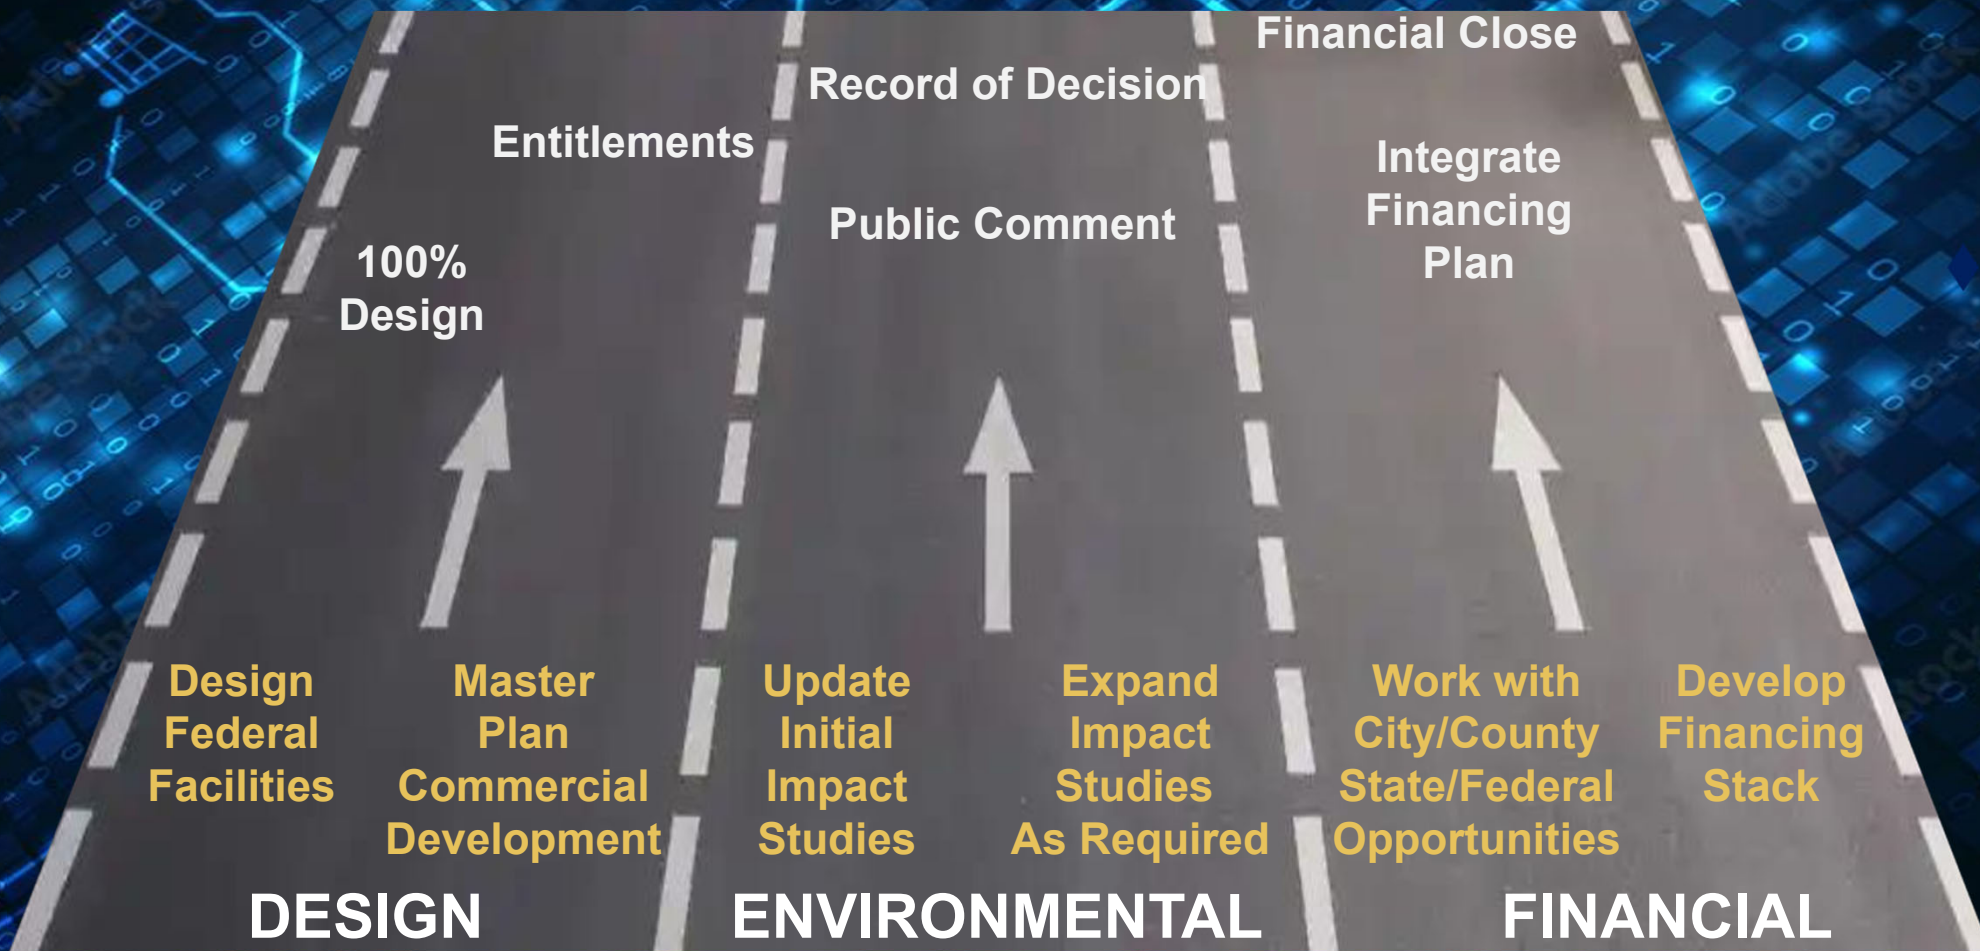 Financial Close
Record of Decision
Entitlements
Integrate
Financing
Plan
Public Comment
100%
Design
Design
Federal
Facilities
Master
Plan
Commercial
Development
Update
Initial
Impact
Studies
Expand
Impact
Studies
As Required
Work with
City/County
State/Federal
Opportunities
Develop
Financing
Stack
DESIGN
ENVIRONMENTAL
FINANCIAL